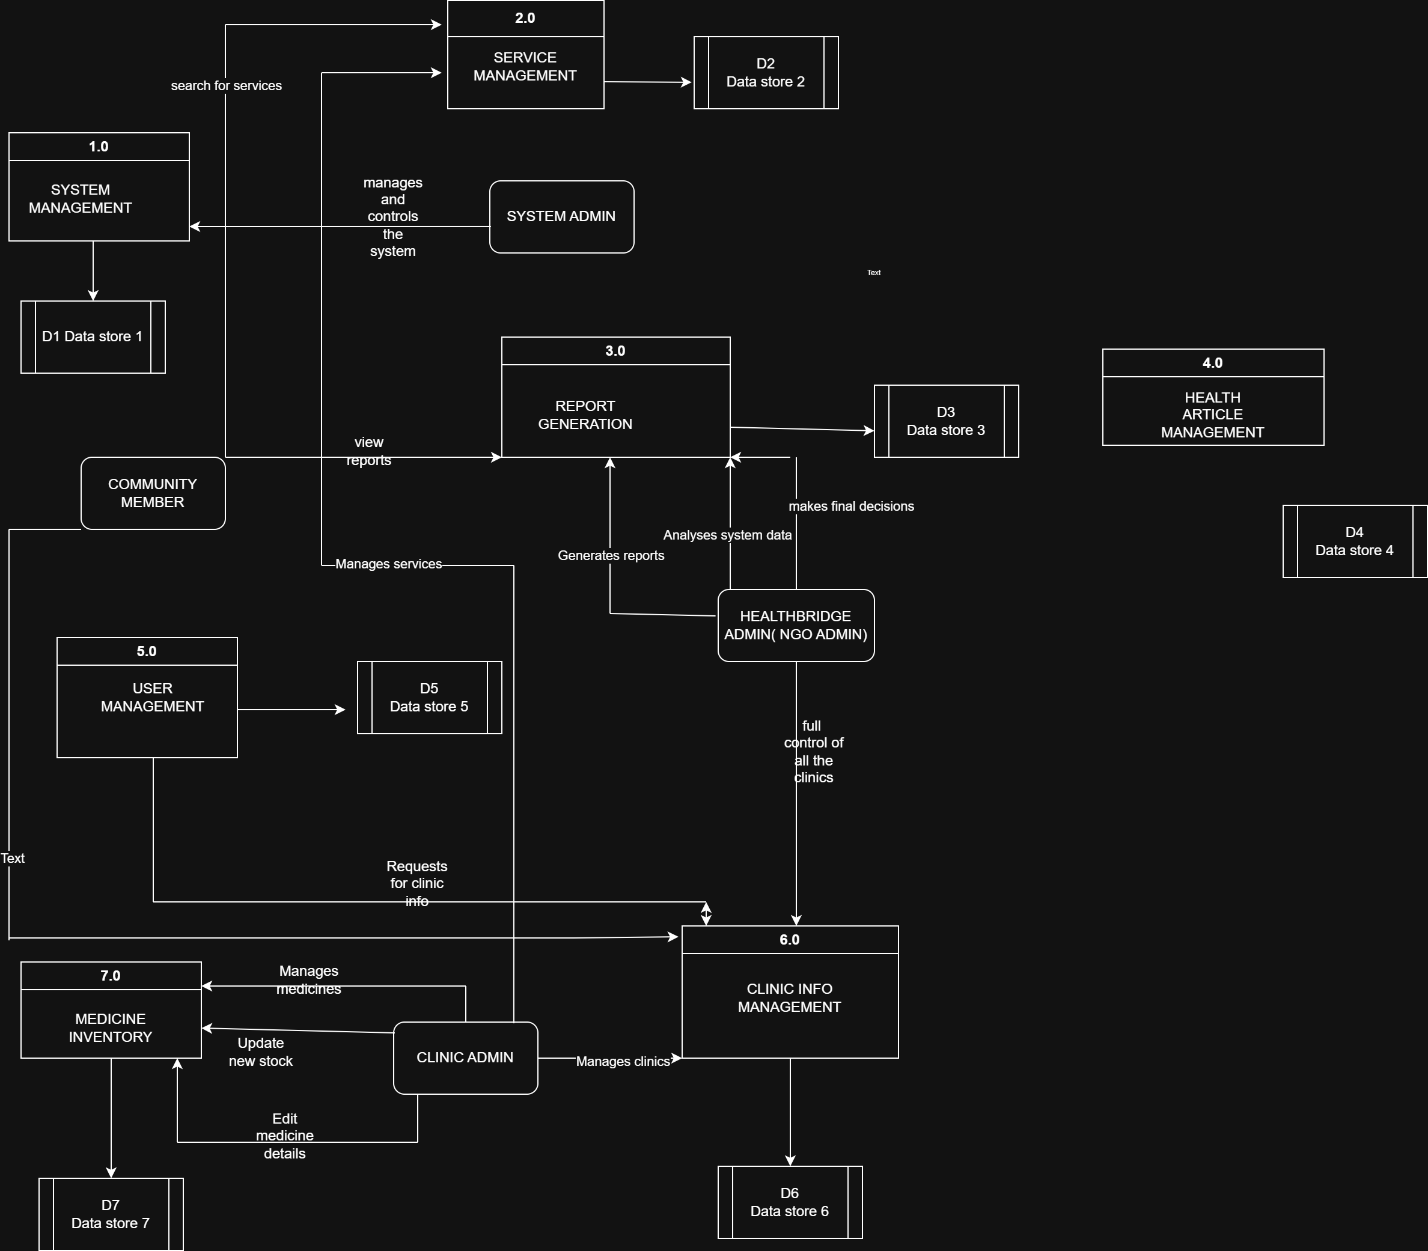 2.0
SERVICE
MANAGEMENT
D2
Data store 2
search for services
1.0
SYSTEM
MANAGEMENT
manages
and
controls
the
system
SYSTEM ADMIN
Text
D1 Data store 1
3.0
REPORT
GENERATION
D3
Data store 3
4.0
HEALTH
ARTICLE
MANAGEMENT
view
reports
COMMUNITY
MEMBER
makes final decisions
Analyses system data
Generates reports
Manages services
D4
Data store 4
HEALTHBRIDGE
ADMIN( NGO ADMIN)
5.0
USER
MANAGEMENT
D5
Data store 5
full
control of
all the
clinics
Text
Requests
for clinic
info
6.0
CLINIC INFO
MANAGEMENT
7.0
MEDICINE
INVENTORY
Manages
medicines
Update
new stock
CLINIC ADMIN
Manages clinics
Edit
medicine
details
D7
Data store 7
D6
Data store 6